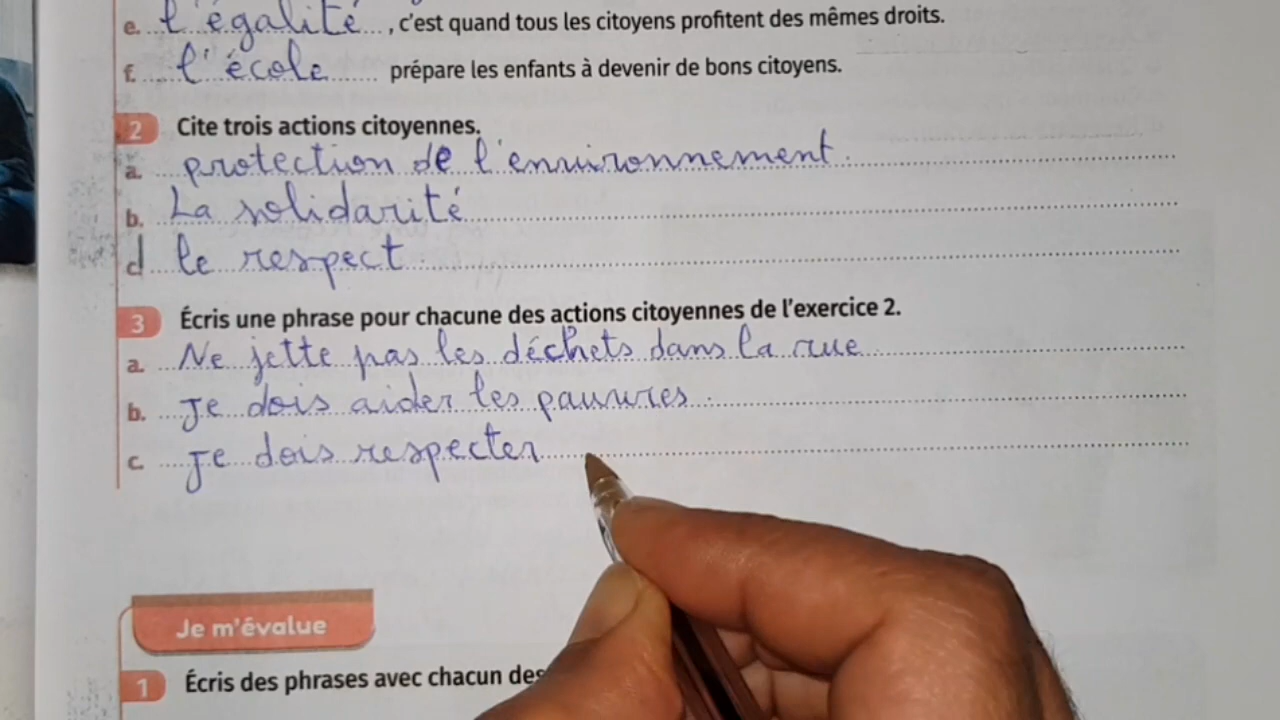 e. l'égalité, c'est quand tous les citoyens profitent des mêmes droits.
f. l'école prépare les enfants à devenir de bons citoyens.
2 Cite trois actions citoyennes.
a. protection de l'environnement.
b. La solidarité
d le respect
3 Écris une phrase pour chacune des actions citoyennes de l'exercice 2.
a. Ne jette pas les déchets dans la rue
b. je dois aider les pauvres.
c. je dois respecter
Je m'évalue
1 Écris des phrases avec chacun des